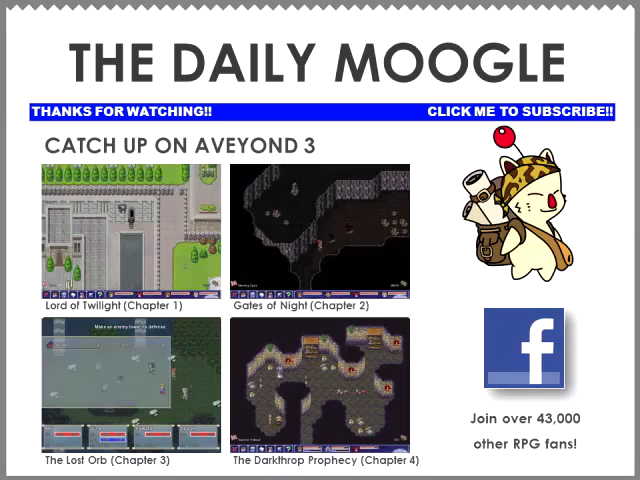 THE DAILY MOOGLE
THANKS FOR WATCHING!! CLICK ME TO SUBSCRIBE!!
CATCH UP ON AVEYOND 3
Lord of Twilight (Chapter 1) Gates of Night (Chapter 2)
Make an enemy lower its defense
The Lost Orb (Chapter 3) The Darkthrop Prophecy (Chapter 4)
f
Join over 43,000
other RPG fans!